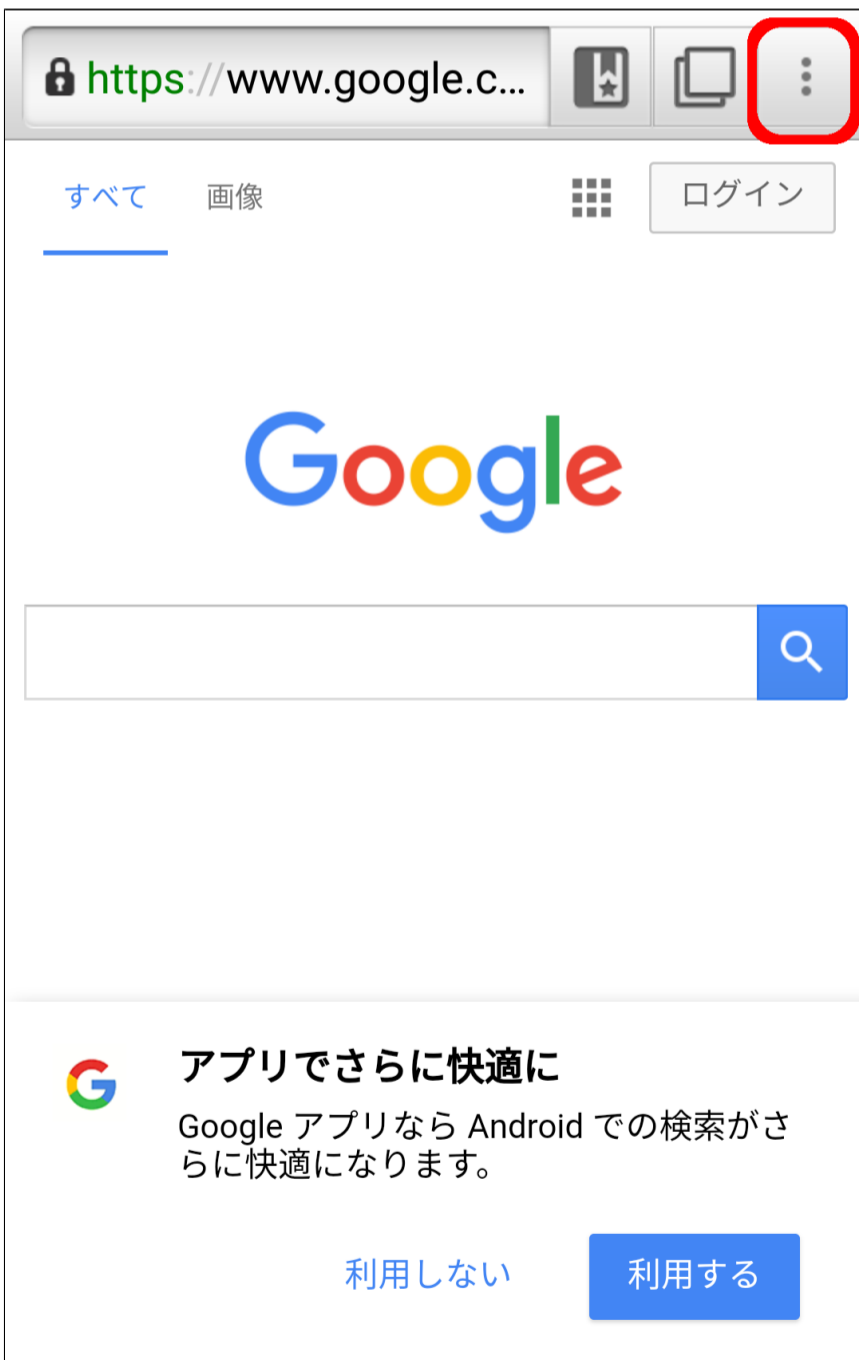 https://www.google.c...
すべて 画像 ログイン
Google
アプリでさらに快適に
Google アプリなら Android での検索がさ
らに快適になります。
利用しない 利用する